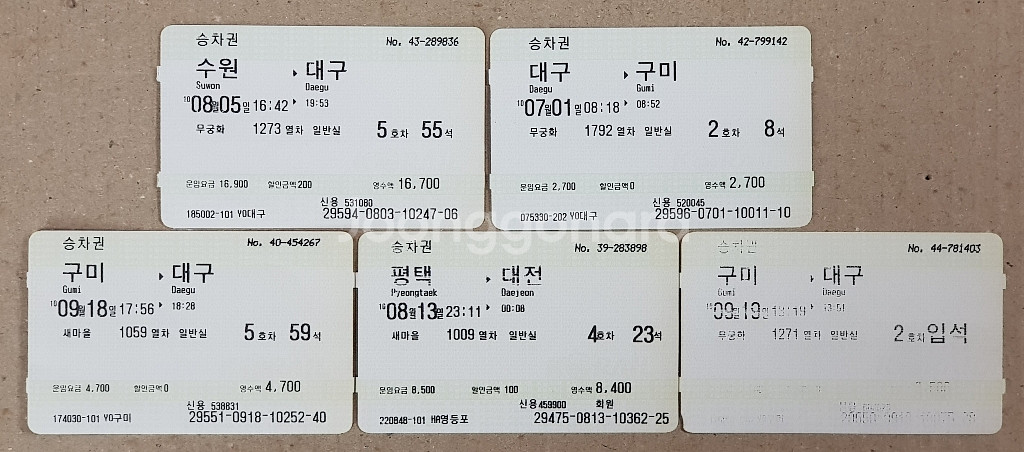 승차권 No. 43-289836
수원 ▸ 대구
Suwon Daegu
10 08월05일 16:42 ▸ 19:53
무궁화 1273 열차 일반실 5 호차 55 석
운임요금 16,900 할인금액 200 영수액 16,700
신용 531080
185002-101 YO대구 29594-0803-10247-06
승차권 No. 42-799142
대구 ▸ 구미
Daegu Gumi
10 07월01일 08:18 ▸ 08:52
무궁화 1792 열차 일반실 2 호차 8 석
운임요금 2,700 할인금액 0 영수액 2,700
신용 520045
075330-202 YO대구 29596-0701-10011-10
승차권 No. 40-454267
구미 ▸ 대구
Gumi Daegu
10 09월18일 17:56 ▸ 18:28
새마을 1059 열차 일반실 5 호차 59 석
운임요금 4,700 할인금액 0 영수액 4,700
신용 538831
174030-101 YO구미 29551-0918-10252-40
승차권 No. 39-283898
평택 ▸ 대전
Pyeongtaek Daejeon
10 08월13일 23:11 ▸ 00:08
새마을 1009 열차 일반실 4호차 23석
운임요금 8,500 할인금액 100 영수액 8,400
신용 459900 회원
220848-101 HA영등포 29475-0813-10362-25
승차권 No. 44-781403
구미 ▸ 대구
Gumi Daegu
무궁화 1271 열차 일반실 2 호차 입석